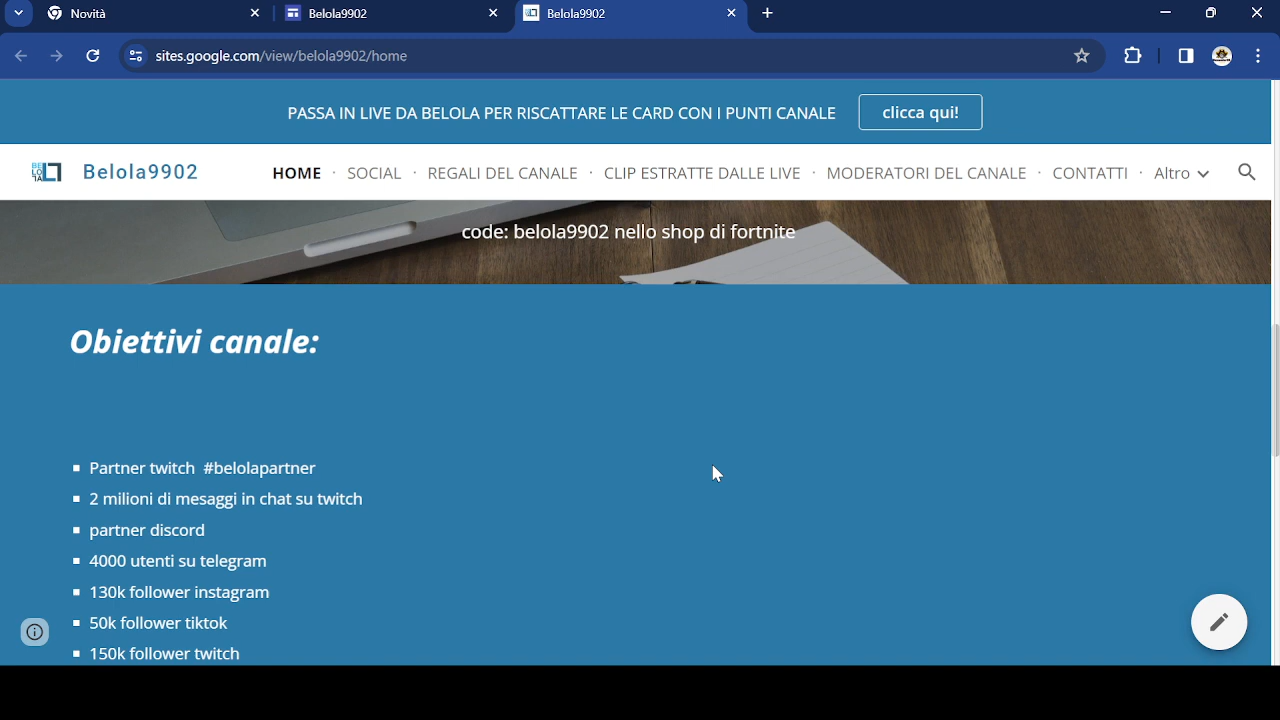 Novità
Belola9902
Belola9902
sites.google.com/view/belola9902/home
PASSA IN LIVE DA BELOLA PER RISCATTARE LE CARD CON I PUNTI CANALE
clicca qui!
BE
LO
LA
Belola9902
HOME · SOCIAL · REGALI DEL CANALE · CLIP ESTRATTE DALLE LIVE · MODERATORI DEL CANALE · CONTATTI · Altro
code: belola9902 nello shop di fortnite
Obiettivi canale:
▪ Partner twitch #belolapartner
▪ 2 milioni di mesaggi in chat su twitch
▪ partner discord
▪ 4000 utenti su telegram
▪ 130k follower instagram
▪ 50k follower tiktok
▪ 150k follower twitch